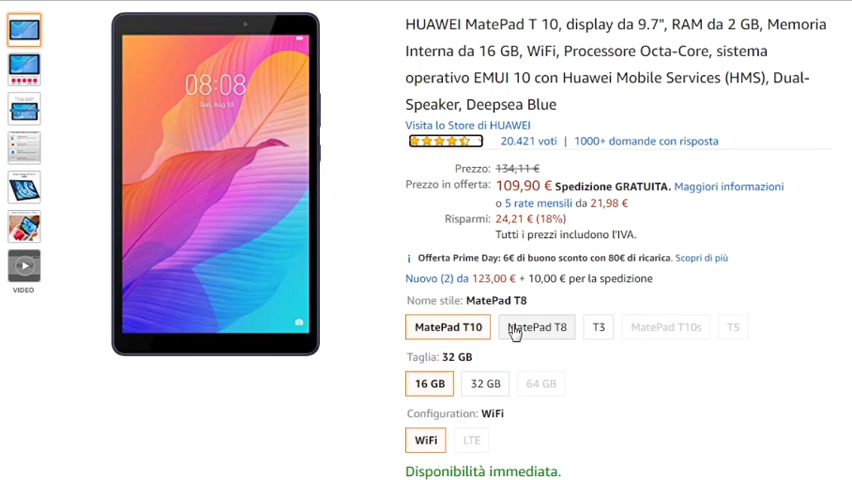 HUAWEI MatePad T 10, display da 9.7", RAM da 2 GB, Memoria
Interna da 16 GB, WiFi, Processore Octa-Core, sistema
operativo EMUI 10 con Huawei Mobile Services (HMS), Dual-
Speaker, Deepsea Blue
Visita lo Store di HUAWEI
20.421 voti | 1000+ domande con risposta
Prezzo: 134,11 €
Prezzo in offerta: 109,90 € Spedizione GRATUITA. Maggiori informazioni
o 5 rate mensili da 21,98 €
Risparmi: 24,21 € (18%)
Tutti i prezzi includono l'IVA.
Offerta Prime Day: 6€ di buono sconto con 80€ di ricarica. Scopri di più
Nuovo (2) da 123,00 € + 10,00 € per la spedizione
Nome stile: MatePad T8
MatePad T10 MatePad T8 T3 MatePad T10s T5
Taglia: 32 GB
16 GB 32 GB 64 GB
Configuration: WiFi
WiFi LTE
Disponibilità immediata.
08:08
Sun, Aug 18
VIDEO